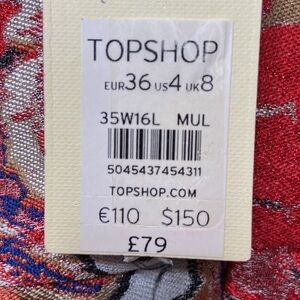 TOPSHOP
EUR36 US4 UK8
35W16L MUL
5045437454311
TOPSHOP.COM
€110 $150
£79